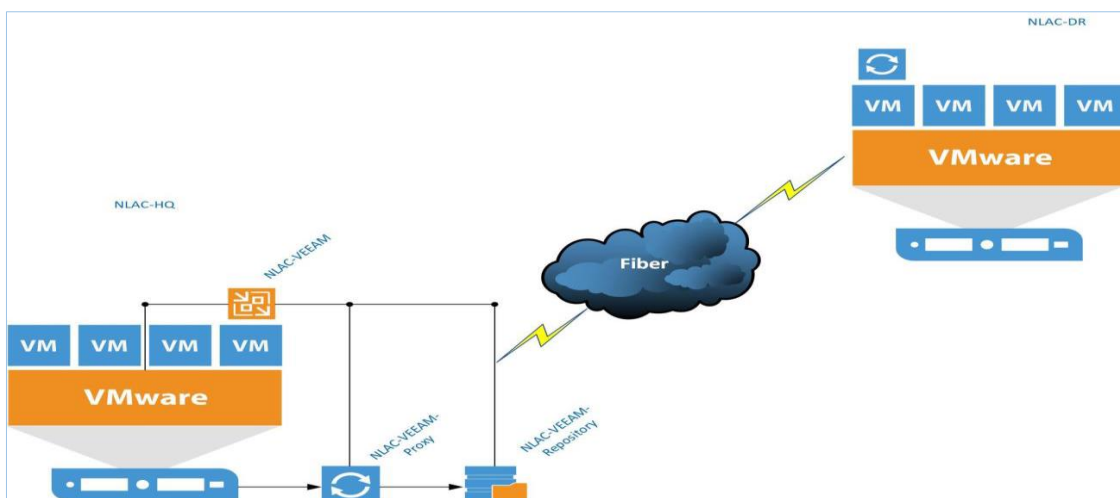 NLAC-DR
VM VM VM VM
VMware
NLAC-HQ
NLAC-VEEAM
Fiber
VM VM VM VM
VMware
NLAC-VEEAM-
Proxy
NLAC-VEEAM-
Repository